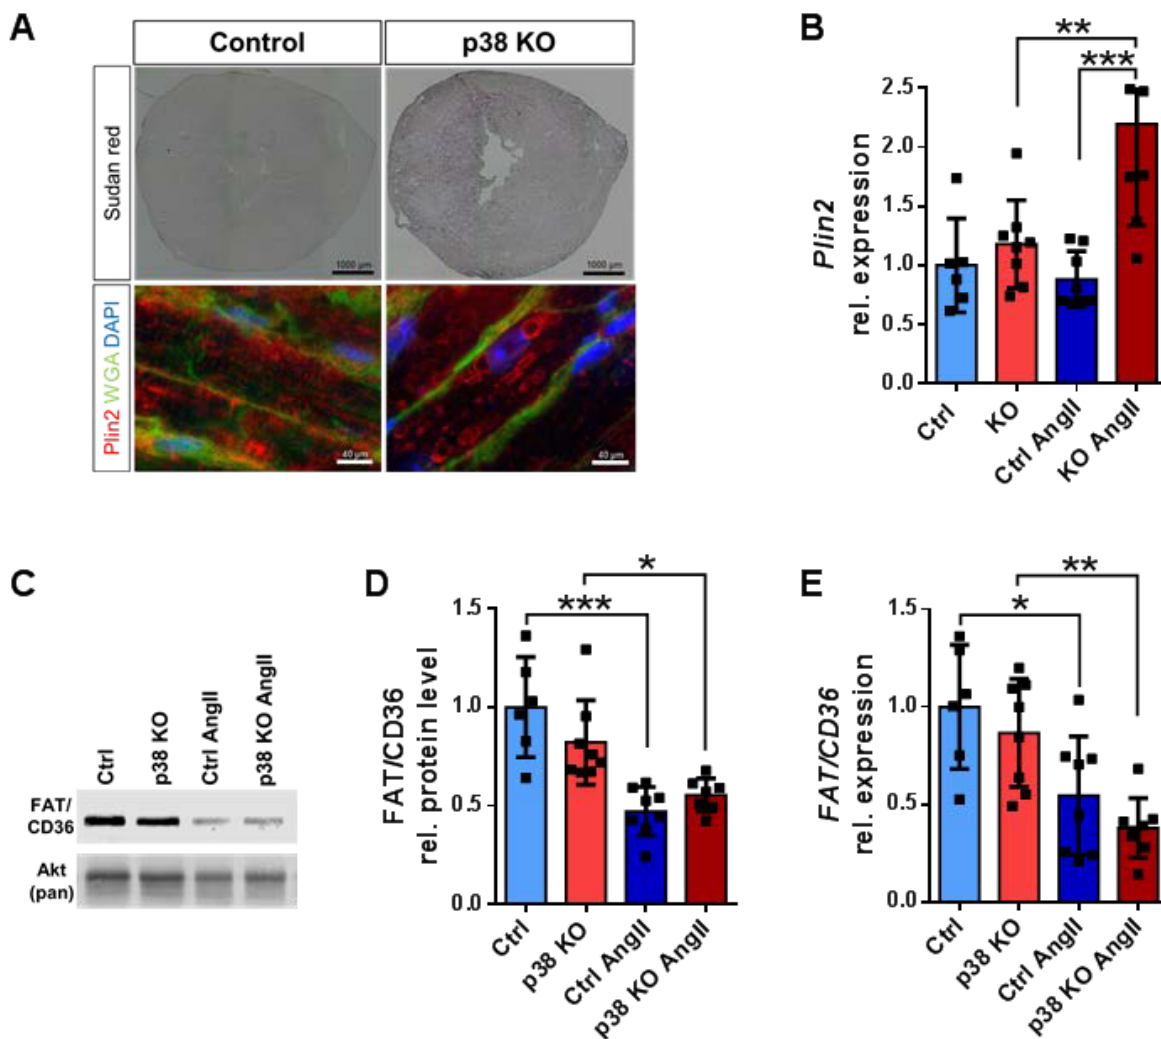 A
Control
p38 KO
Sudan red
1000 µm
1000 µm
Plin2 WGA DAPI
40 µm
40 µm
B
**
***
Plin2
rel. expression
2.5
2.0
1.5
1.0
0.5
0.0
Ctrl
KO
Ctrl AngII
KO AngII
C
Ctrl
p38 KO
Ctrl AngII
p38 KO AngII
FAT/
CD36
Akt
(pan)
D
*
***
FAT/CD36
rel. protein level
1.5
1.0
0.5
0.0
Ctrl
p38 KO
Ctrl AngII
p38 KO AngII
E
**
*
FAT/CD36
rel. expression
1.5
1.0
0.5
0.0
Ctrl
p38 KO
Ctrl AngII
p38 KO AngII